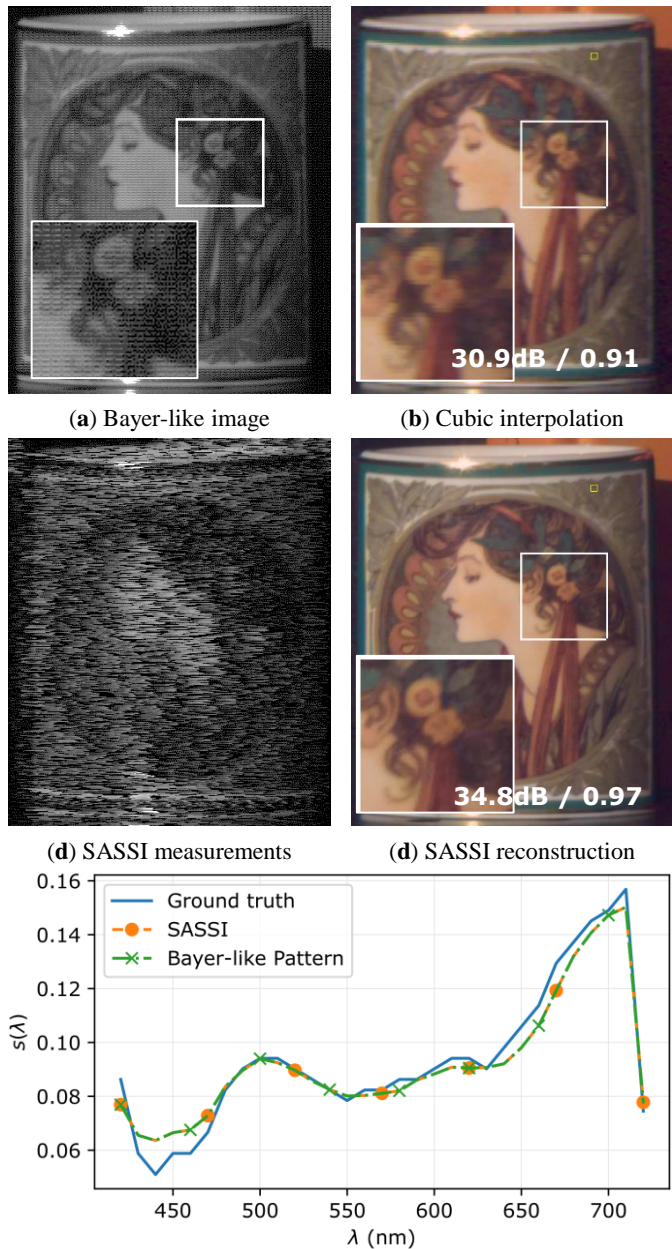 30.9dB / 0.91
(a) Bayer-like image
(b) Cubic interpolation
34.8dB / 0.97
(d) SASSI measurements
(d) SASSI reconstruction
0.16
0.14
0.12
0.10
0.08
0.06
s(λ)
Ground truth
SASSI
Bayer-like Pattern
450
500
550
600
650
700
λ (nm)